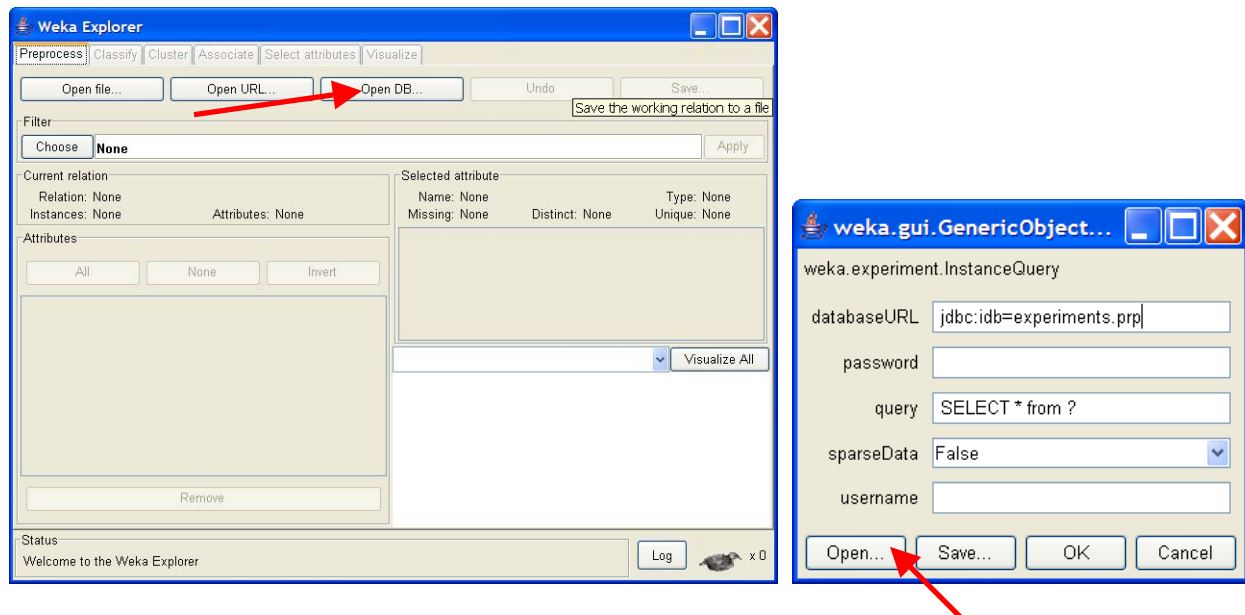 Weka Explorer
Preprocess Classify Cluster Associate Select attributes Visualize
Open file... Open URL... Open DB... Undo Save...
Save the working relation to a file
Filter
Choose None Apply
Current relation
Relation: None
Instances: None Attributes: None
Selected attribute
Name: None Type: None
Missing: None Distinct: None Unique: None
Attributes
All None Invert
Visualize All
Remove
Status
Welcome to the Weka Explorer
Log x 0
weka.gui.GenericObject...
weka.experiment.InstanceQuery
databaseURL jdbc:idb=experiments.prp
password
query SELECT * from ?
sparseData False
username
Open... Save... OK Cancel